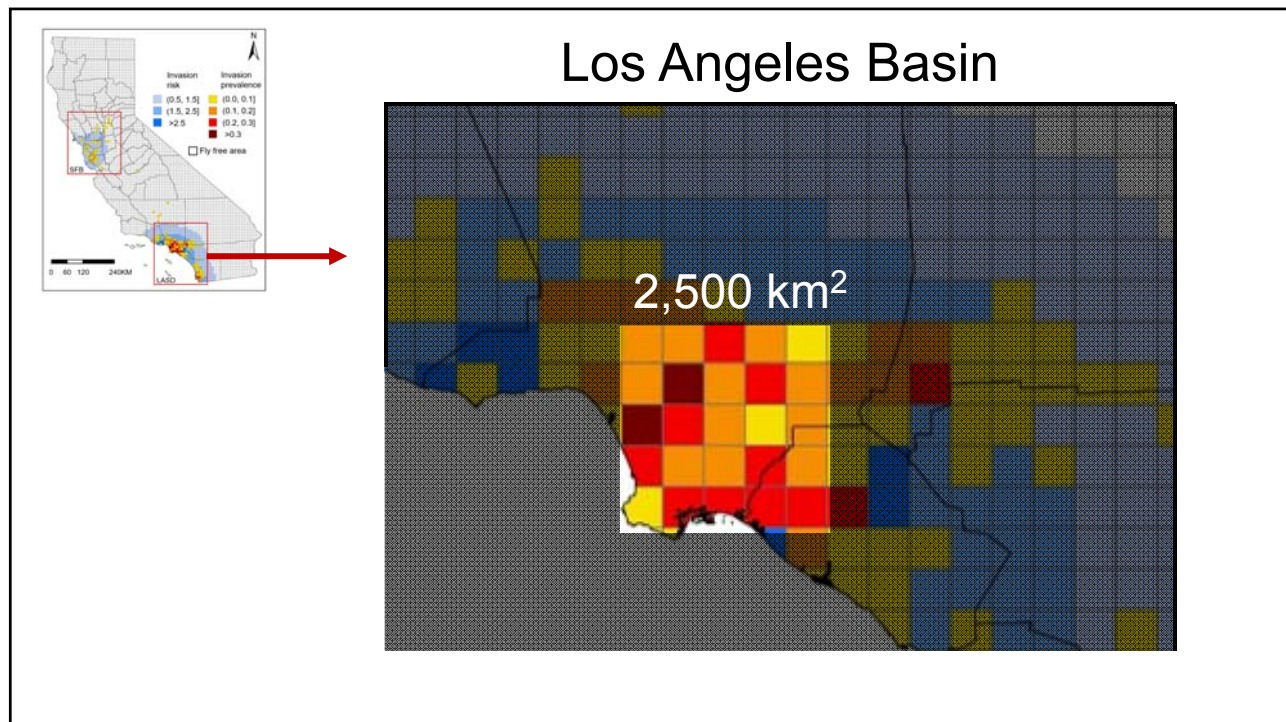 Los Angeles Basin
N
Invasion risk
(0.5, 1.5]
(1.5, 2.5]
>2.5
Invasion prevalence
(0.0, 0.1]
(0.1, 0.2]
(0.2, 0.3]
>0.3
Fly free area
SFB
LASD
0 60 120 240KM
2,500 km²